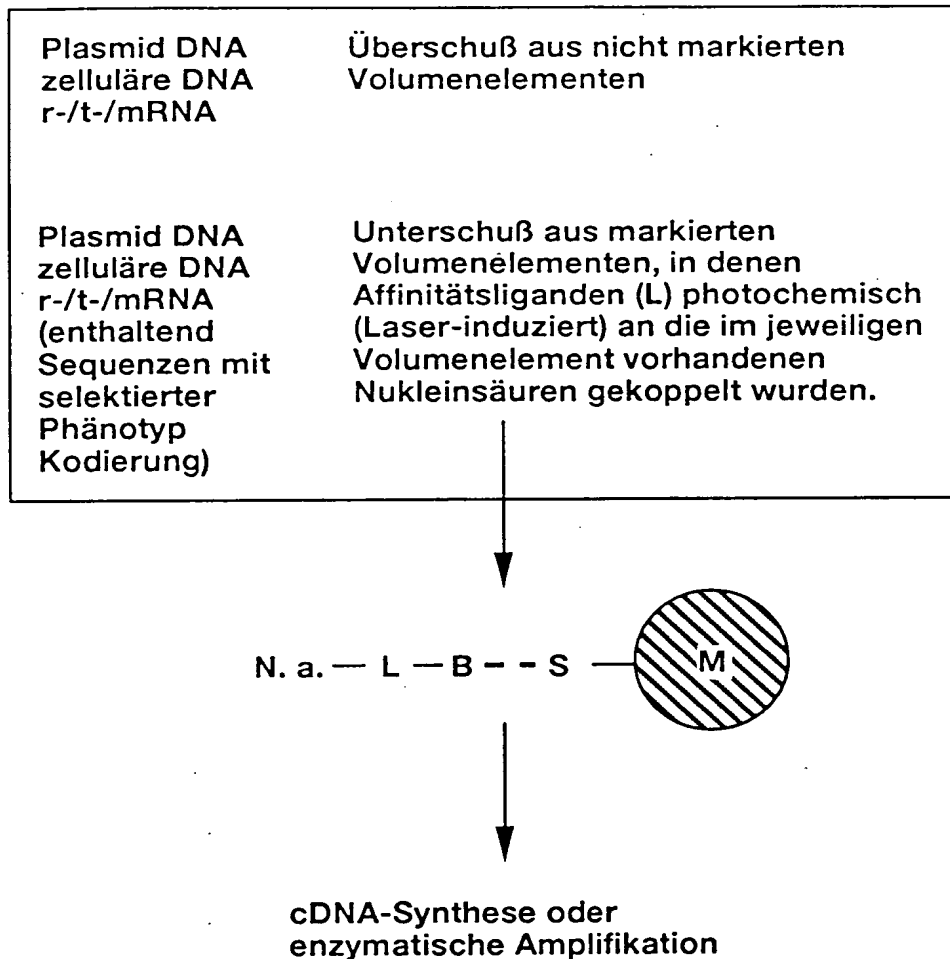 Plasmid DNA Überschuß aus nicht markierten
zelluläre DNA Volumenelementen
r-/t-/mRNA
Plasmid DNA Unterschuß aus markierten
zelluläre DNA Volumenelementen, in denen
r-/t-/mRNA Affinitätsliganden (L) photochemisch
(enthaltend (Laser-induziert) an die im jeweiligen
Sequenzen mit Volumenelement vorhandenen
selektierter Nukleinsäuren gekoppelt wurden.
Phänotyp
Kodierung)
N. a. — L — B - - S — M
cDNA-Synthese oder
enzymatische Amplifikation